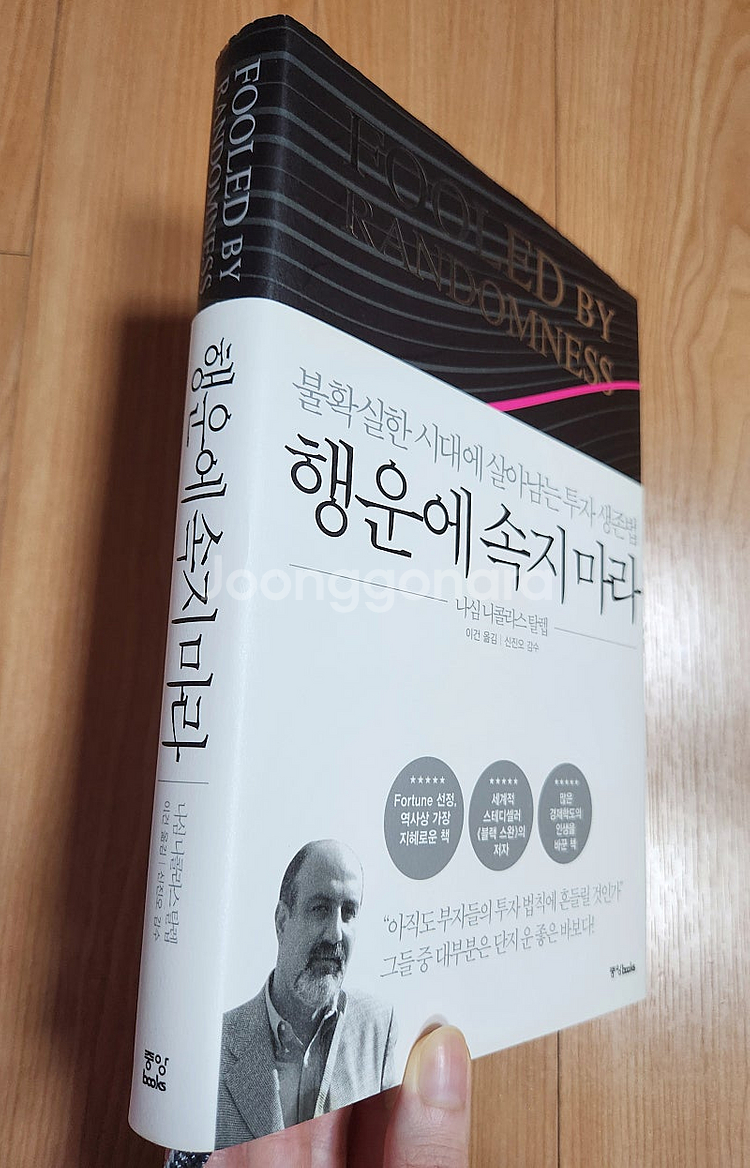 FOOLED BY
RANDOMNESS
행운에 속지 마라
나심 니콜라스 탈렙
이건 옮김 | 신진오 감수
중앙
books
FOOLED BY
RANDOMNESS
불확실한 시대에 살아남는 투자 생존법
행운에 속지 마라
나심 니콜라스 탈렙
이건 옮김 | 신진오 감수
★★★★★
Fortune 선정,
역사상 가장
지혜로운 책
★★★★★
세계적
스테디셀러
《블랙 스완》의
저자
★★★★★
많은
경제학도의
인생을
바꾼 책
“아직도 부자들의 투자 법칙에 흔들릴 것인가”
그들 중 대부분은 단지 운 좋은 바보다!
중앙books
Joonggonara